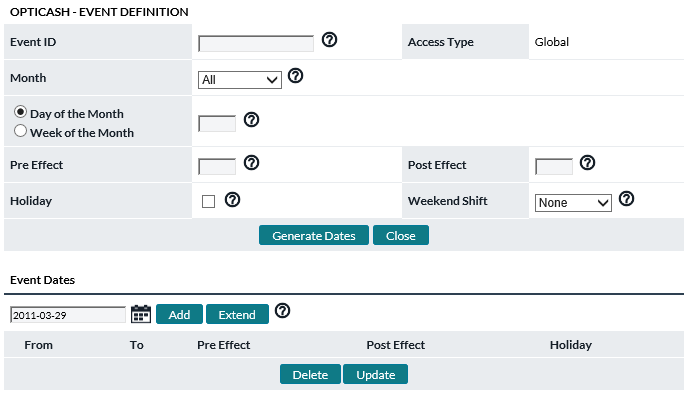 OPTICASH - EVENT DEFINITION
Event ID ? Access Type Global
Month All ?
Day of the Month
Week of the Month ?
Pre Effect ? Post Effect ?
Holiday ? Weekend Shift None ?
Generate Dates Close
Event Dates
2011-03-29 Add Extend ?
From To Pre Effect Post Effect Holiday
Delete Update